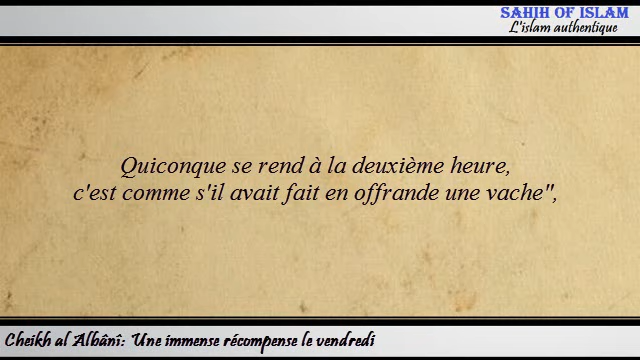 SAHIH OF ISLAM
L'islam authentique
Quiconque se rend à la deuxième heure,
c'est comme s'il avait fait en offrande une vache",
Cheikh al Albânî: Une immense récompense le vendredi